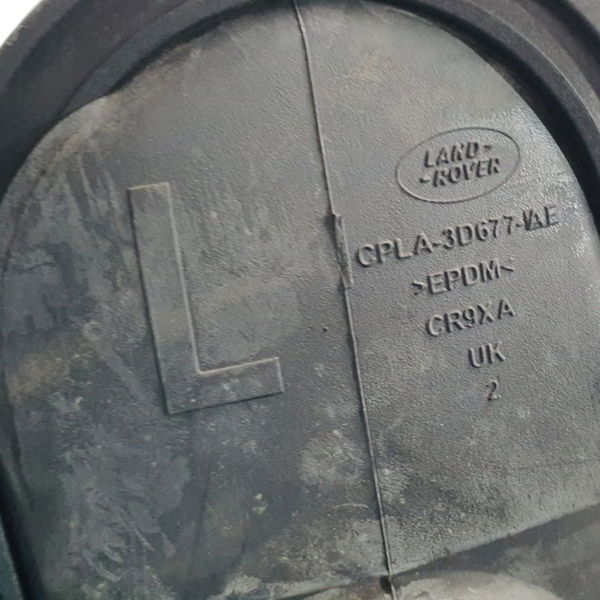 L
LAND-
-ROVER
CPLA-3D677-AE
>EPDM<
CR9XA
UK
2